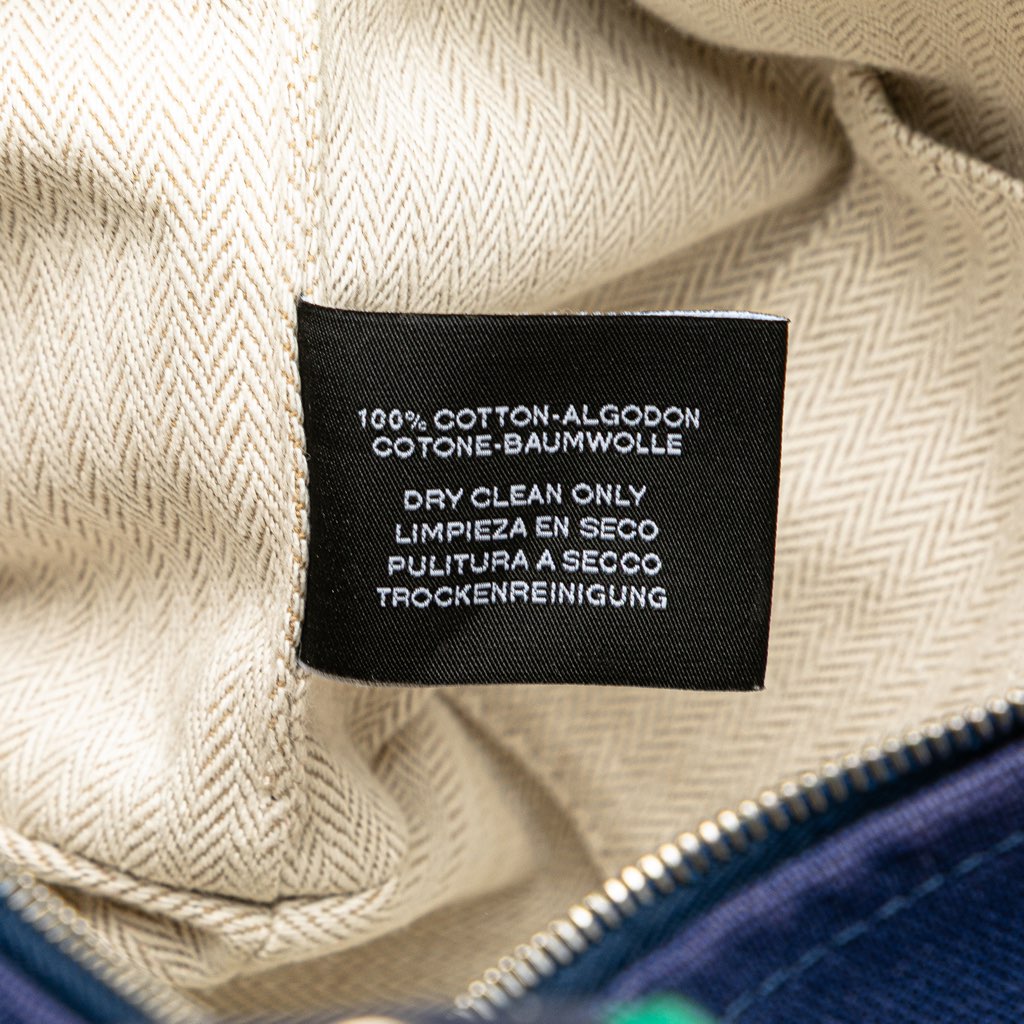 100% COTTON-ALGODON
COTONE-BAUMWOLLE
DRY CLEAN ONLY
LIMPIEZA EN SECO
PULITURA A SECCO
TROCKENREINIGUNG